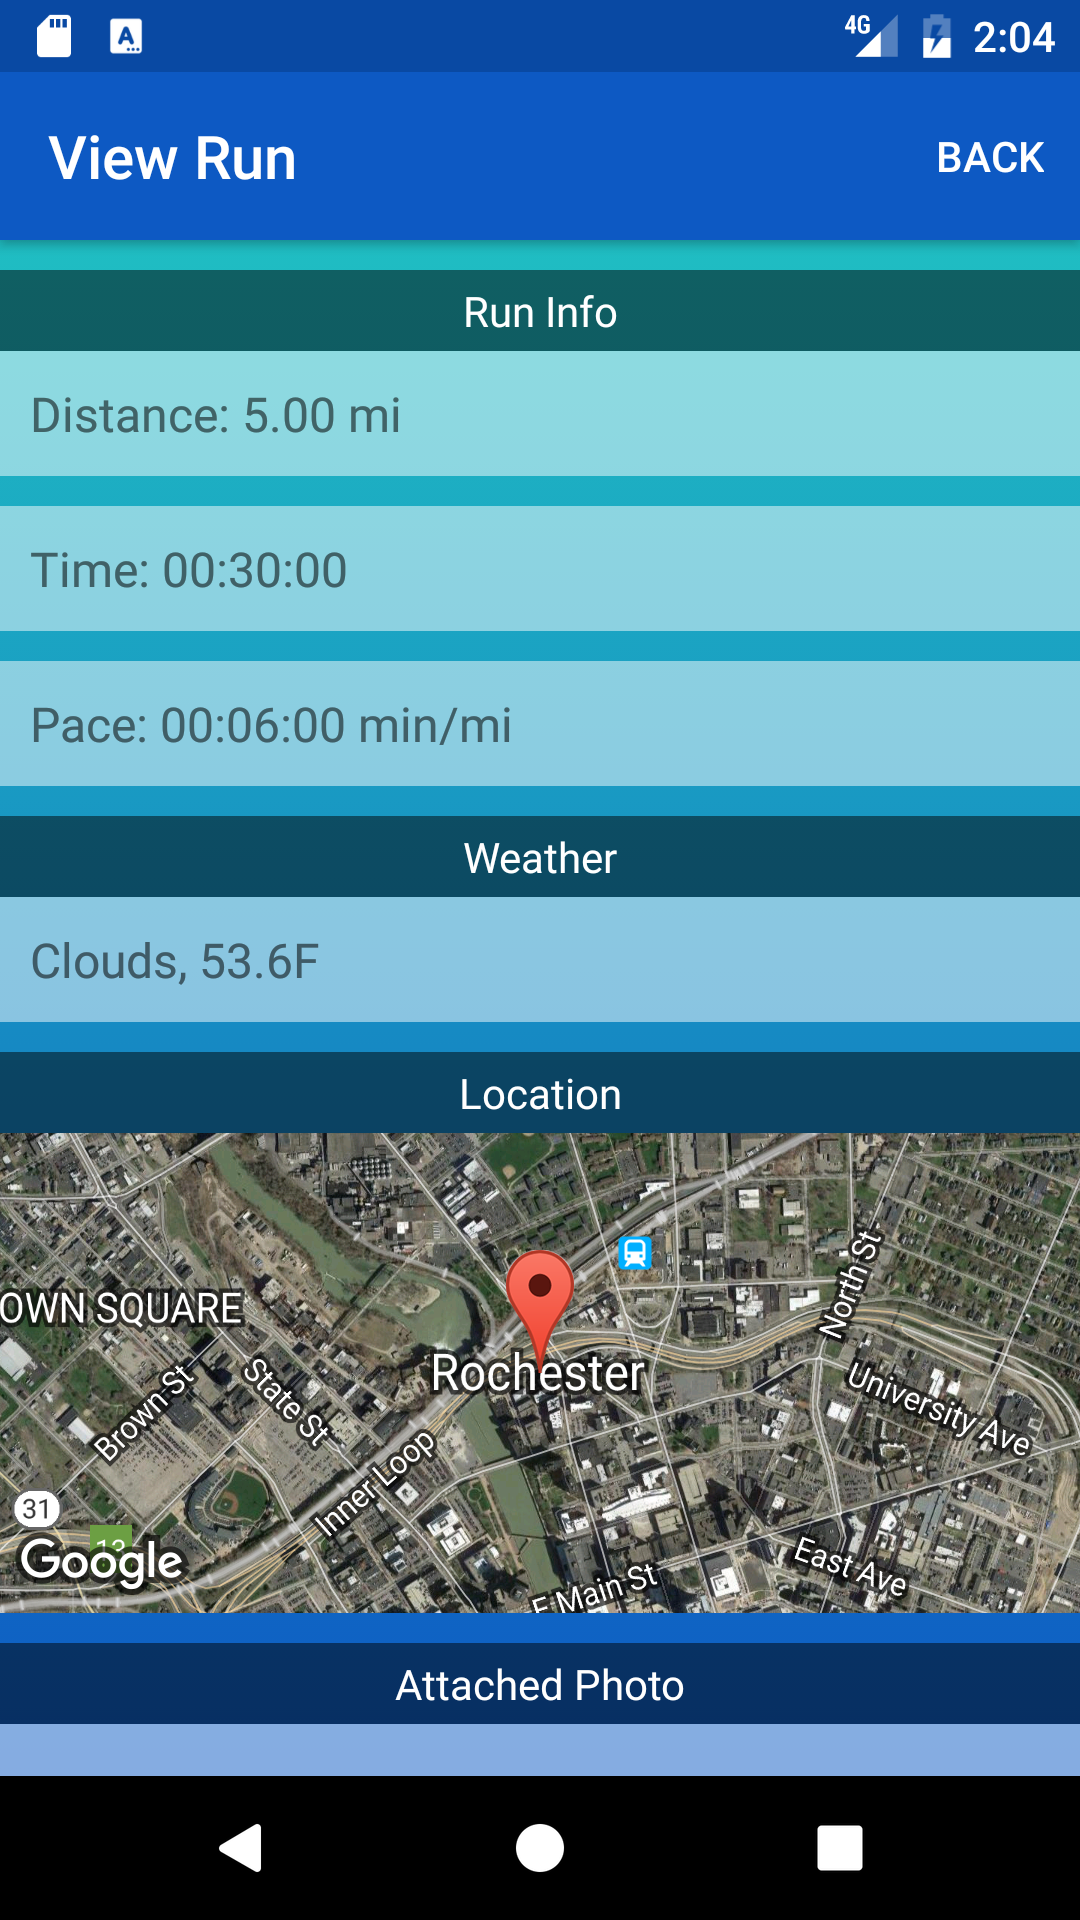 4G 2:04
View Run
BACK
Run Info
Distance: 5.00 mi
Time: 00:30:00
Pace: 00:06:00 min/mi
Weather
Clouds, 53.6F
Location
North St
OWN SQUARE
Rochester
Brown St
State St
University Ave
Inner Loop
31
Google
East Ave
E Main St
Attached Photo